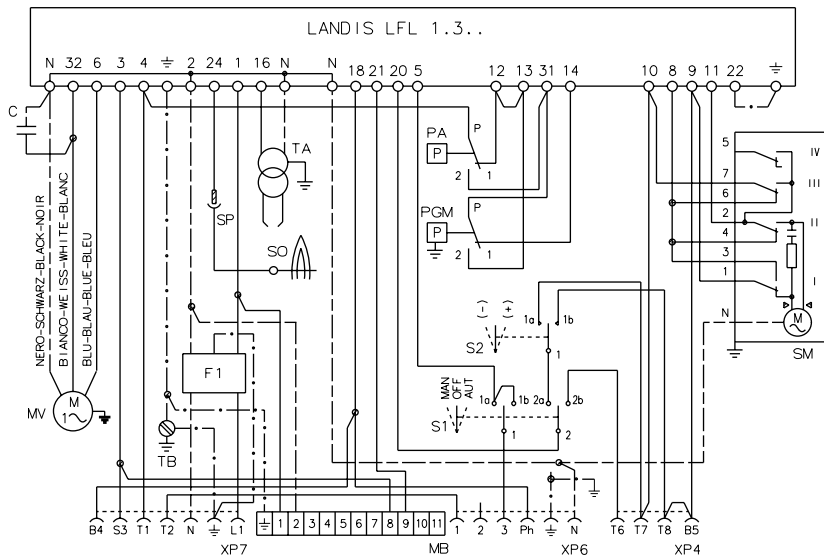 LANDIS LFL 1.3..
N 32 6 3 4 2 24 1 16 N N 18 21 20 5 12 13 31 14 10 8 9 11 22
C
NERO-SCHWARZ-BLACK-NOIR
BIANCO-WEISS-WHITE-BLANC
BLU-BLAU-BLUE-BLEU
TA
SP
SO
PA
P
P
2
1
PGM
P
P
2
1
5
IV
7
III
6
2
II
4
3
1
I
N
M
SM
(-)
(+)
1a
1b
S2
1
F1
M
1
MV
TB
MAN
OFF
AUT
1a
1b
2a
2b
S1
1
2
B4 S3 T1 T2 N L1
XP7
1 2 3 4 5 6 7 8 9 10 11
MB
1 2 3 Ph N
XP6
T6 T7 T8 B5
XP4